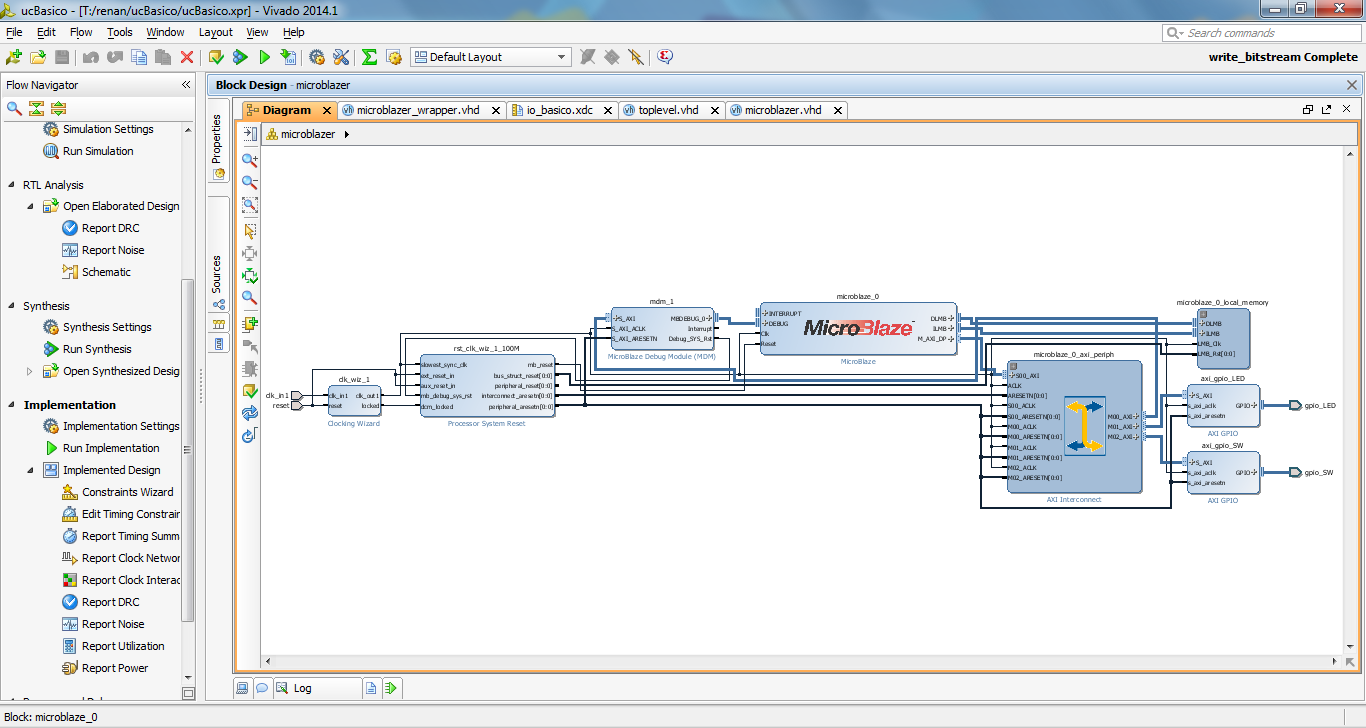 ucBasico - [T:/renan/ucBasico/ucBasico.xpr] - Vivado 2014.1
File Edit Flow Tools Window Layout View Help
Search commands
Default Layout
write_bitstream Complete
Flow Navigator
Simulation Settings
Run Simulation
RTL Analysis
Open Elaborated Design
Report DRC
Report Noise
Schematic
Synthesis
Synthesis Settings
Run Synthesis
Open Synthesized Desig
Implementation
Implementation Settings
Run Implementation
Implemented Design
Constraints Wizard
Edit Timing Constrair
Report Timing Summ
Report Clock Networ
Report Clock Interac
Report DRC
Report Noise
Report Utilization
Report Power
Block Design - microblazer
Properties
Sources
Diagram
microblazer_wrapper.vhd
io_basico.xdc
toplevel.vhd
microblazer.vhd
microblazer
clk_in1
reset
clk_wiz_1
clk_in1 clk_out1
reset locked
Clocking Wizard
rst_clk_wiz_1_100M
slowest_sync_clk mb_reset
ext_reset_in bus_struct_reset[0:0]
aux_reset_in peripheral_reset[0:0]
mb_debug_sys_rst interconnect_aresetn[0:0]
dcm_locked peripheral_aresetn[0:0]
Processor System Reset
mdm_1
S_AXI MBDEBUG_0
S_AXI_ACLK Interrupt
S_AXI_ARESETN Debug_SYS_Rst
MicroBlaze Debug Module (MDM)
microblaze_0
INTERRUPT DLMB
DEBUG ILMB
Clk M_AXI_DP
Reset
MicroBlaze
MicroBlaze
microblaze_0_local_memory
DLMB
ILMB
LMB_Clk
LMB_Rst[0:0]
microblaze_0_axi_periph
S00_AXI
ACLK
ARESETN[0:0]
S00_ACLK
S00_ARESETN[0:0] M00_AXI
M00_ACLK M01_AXI
M00_ARESETN[0:0] M02_AXI
M01_ACLK
M01_ARESETN[0:0]
M02_ACLK
M02_ARESETN[0:0]
AXI Interconnect
axi_gpio_LED
S_AXI
s_axi_aclk GPIO
s_axi_aresetn
AXI GPIO
gpio_LED
axi_gpio_SW
S_AXI
s_axi_aclk GPIO
s_axi_aresetn
AXI GPIO
gpio_SW
Log
Block: microblaze_0